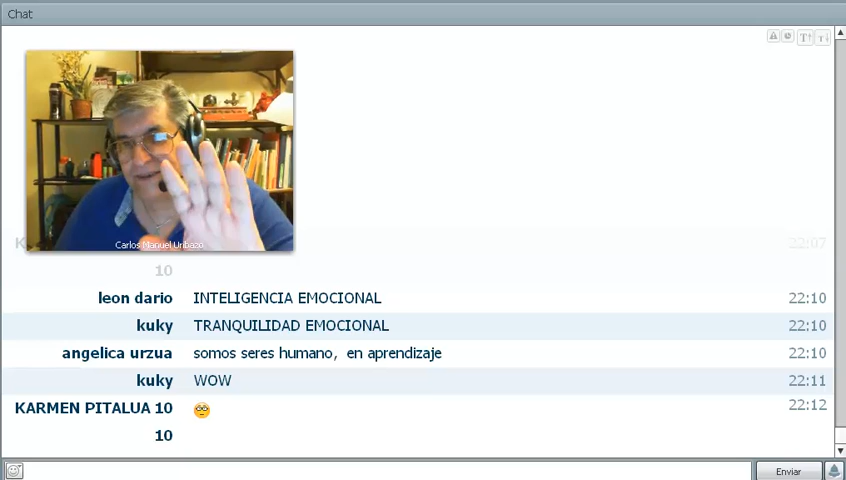 Chat
T↑ T↓
Carlos Manuel Uribazo
K 22:07
10
leon dario INTELIGENCIA EMOCIONAL 22:10
kuky TRANQUILIDAD EMOCIONAL 22:10
angelica urzua somos seres humano, en aprendizaje 22:10
kuky WOW 22:11
KARMEN PITALUA 10 22:12
10
Enviar